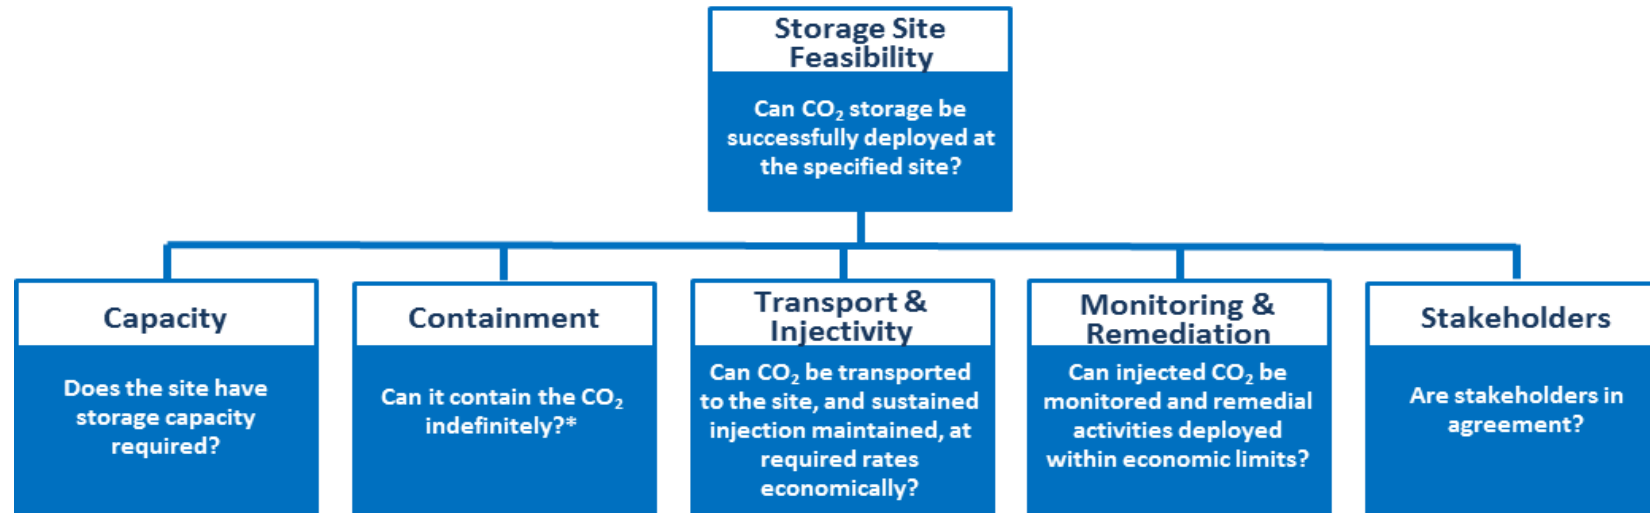 Storage Site
Feasibility
Can CO₂ storage be
successfully deployed at
the specified site?
Capacity
Does the site have
storage capacity
required?
Containment
Can it contain the CO₂
indefinitely?*
Transport &
Injectivity
Can CO₂ be transported
to the site, and sustained
injection maintained, at
required rates
economically?
Monitoring &
Remediation
Can injected CO₂ be
monitored and remedial
activities deployed
within economic limits?
Stakeholders
Are stakeholders in
agreement?